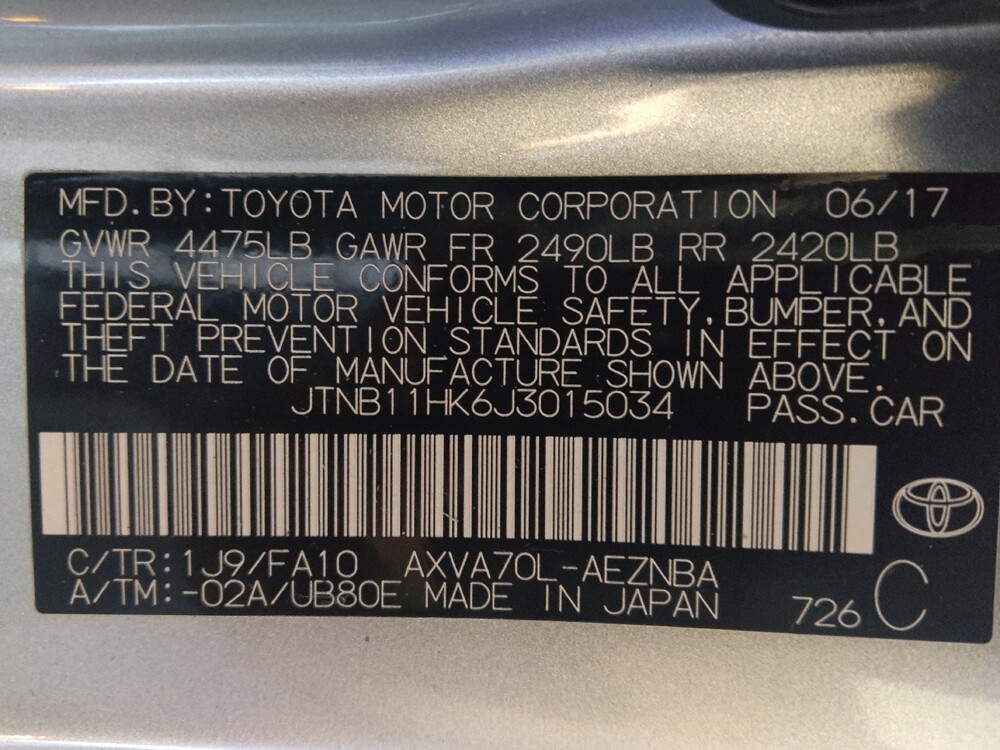 MFD.BY:TOYOTA MOTOR CORPORATION 06/17
GVWR 4475LB GAWR FR 2490LB RR 2420LB
THIS VEHICLE CONFORMS TO ALL APPLICABLE
FEDERAL MOTOR VEHICLE SAFETY,BUMPER,AND
THEFT PREVENTION STANDARDS IN EFFECT ON
THE DATE OF MANUFACTURE SHOWN ABOVE.
JTNB11HK6J3015034 PASS.CAR
C/TR:1J9/FA10 AXVA70L-AEZNBA
A/TM:-02A/UB80E MADE IN JAPAN 726 C